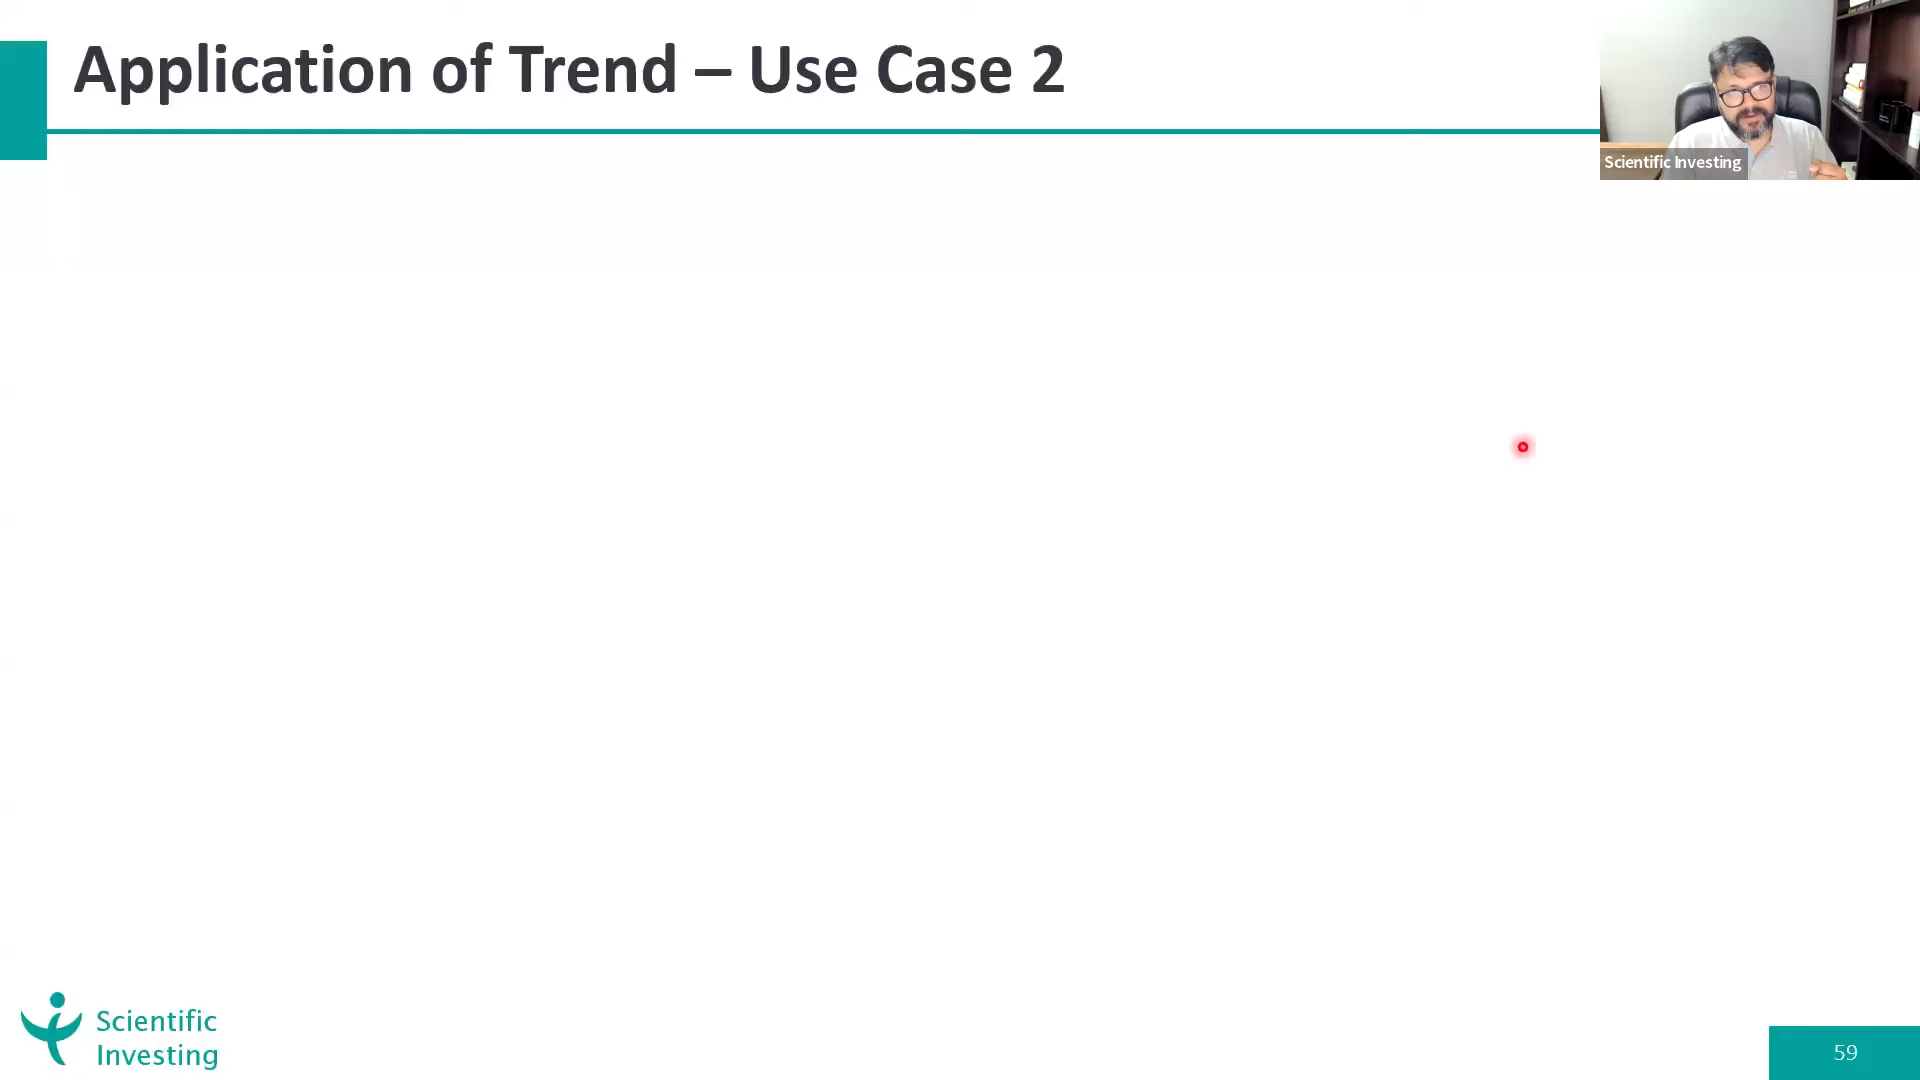 Application of Trend – Use Case 2
Scientific Investing
Scientific
Investing
59